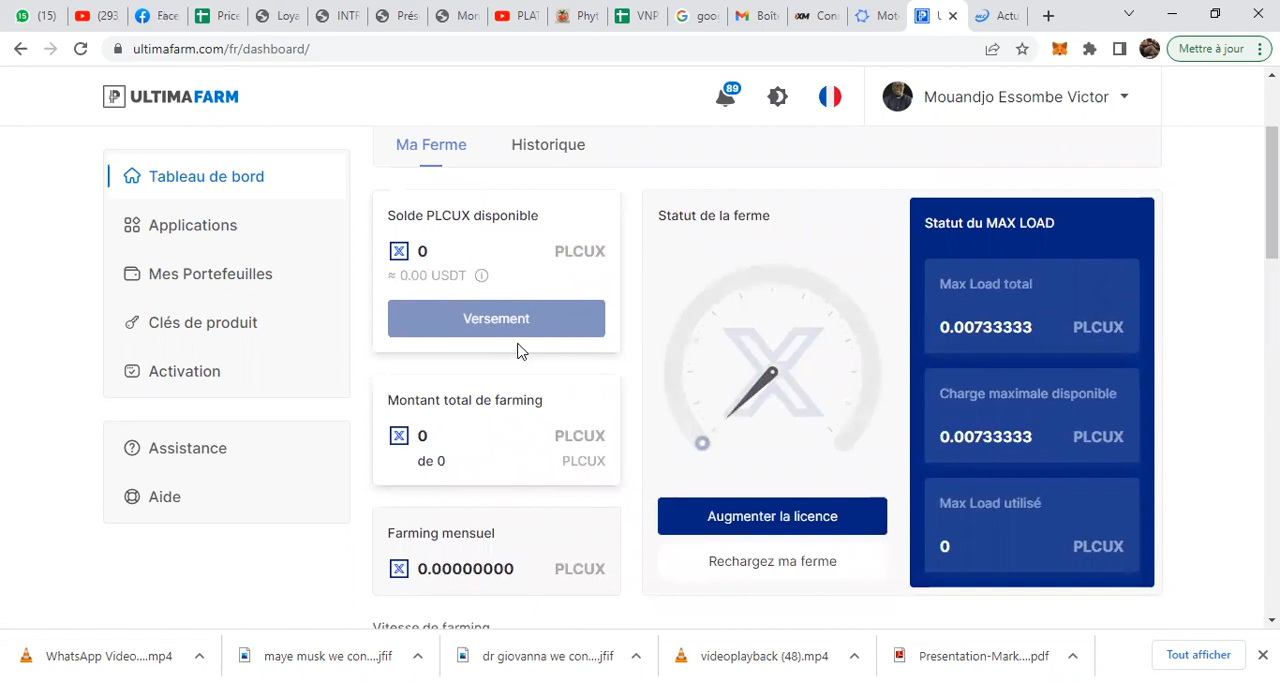 (15)
(293
Face
Price
Loya
INTR
Prés
Mon
PLAT
Phyt
VNP
goo
Boît
XM Con
Mot
Actu
ultimafarm.com/fr/dashboard/
Mettre à jour
ULTIMAFARM
89
Mouandjo Essombe Victor
Tableau de bord
Applications
Mes Portefeuilles
Clés de produit
Activation
Assistance
Aide
Ma Ferme
Historique
Solde PLCUX disponible
0 PLCUX
≈ 0.00 USDT
Versement
Montant total de farming
0 PLCUX
de 0 PLCUX
Farming mensuel
0.00000000 PLCUX
Vitesse de farming
Statut de la ferme
Augmenter la licence
Rechargez ma ferme
Statut du MAX LOAD
Max Load total
0.00733333 PLCUX
Charge maximale disponible
0.00733333 PLCUX
Max Load utilisé
0 PLCUX
WhatsApp Video....mp4
maye musk we con....jfif
dr giovanna we con....jfif
videoplayback (48).mp4
Presentation-Mark....pdf
Tout afficher